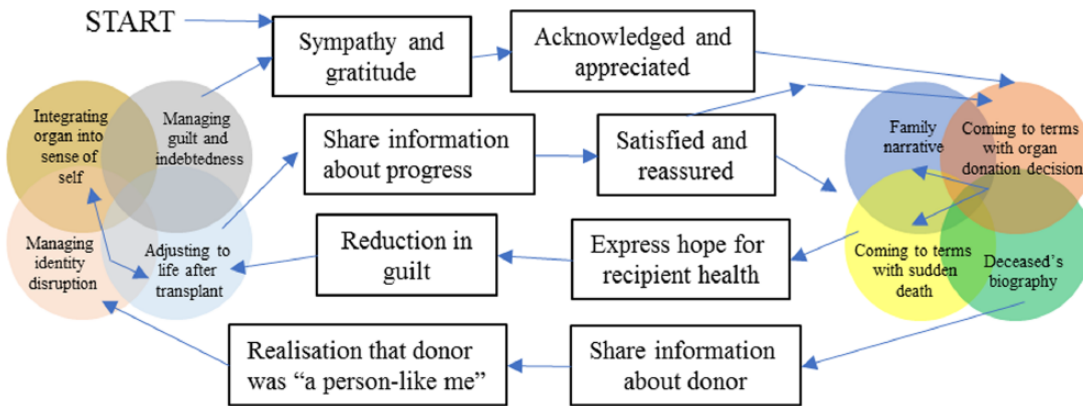 START
Sympathy and
gratitude
Acknowledged and
appreciated
Integrating
organ into
sense of
self
Managing
guilt and
indebtedness
Share information
about progress
Satisfied and
reassured
Family
narrative
Coming to terms
with organ
donation decision
Managing
identity
disruption
Adjusting to
life after
transplant
Reduction in
guilt
Express hope for
recipient health
Coming to terms
with sudden
death
Deceased's
biography
Realisation that donor
was “a person-like me”
Share information
about donor